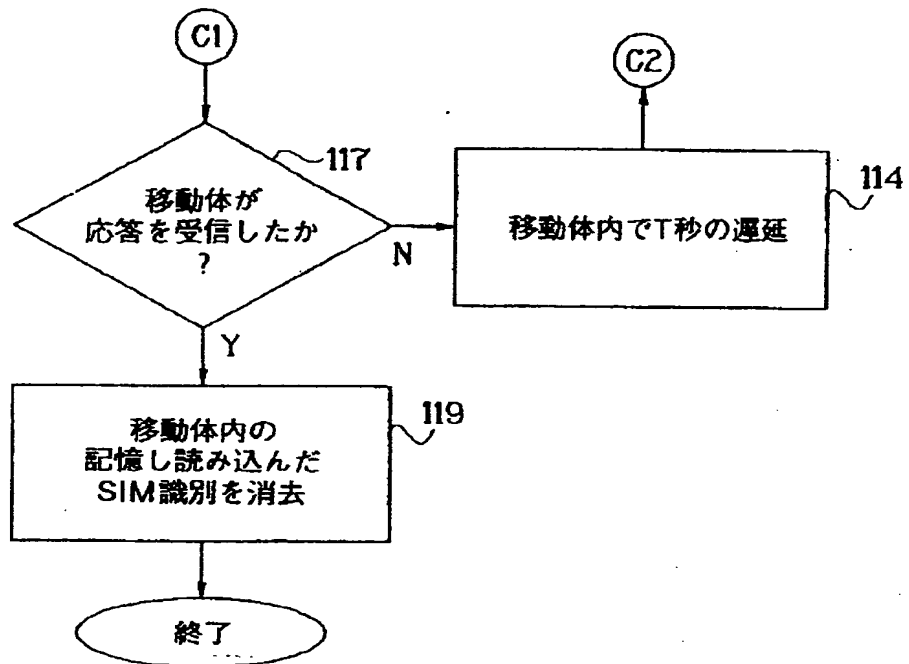 C1
C2
117
移動体が
応答を受信したか
?
N
114
移動体内でT秒の遅延
Y
119
移動体内の
記憶し読み込んだ
SIM識別を消去
終了